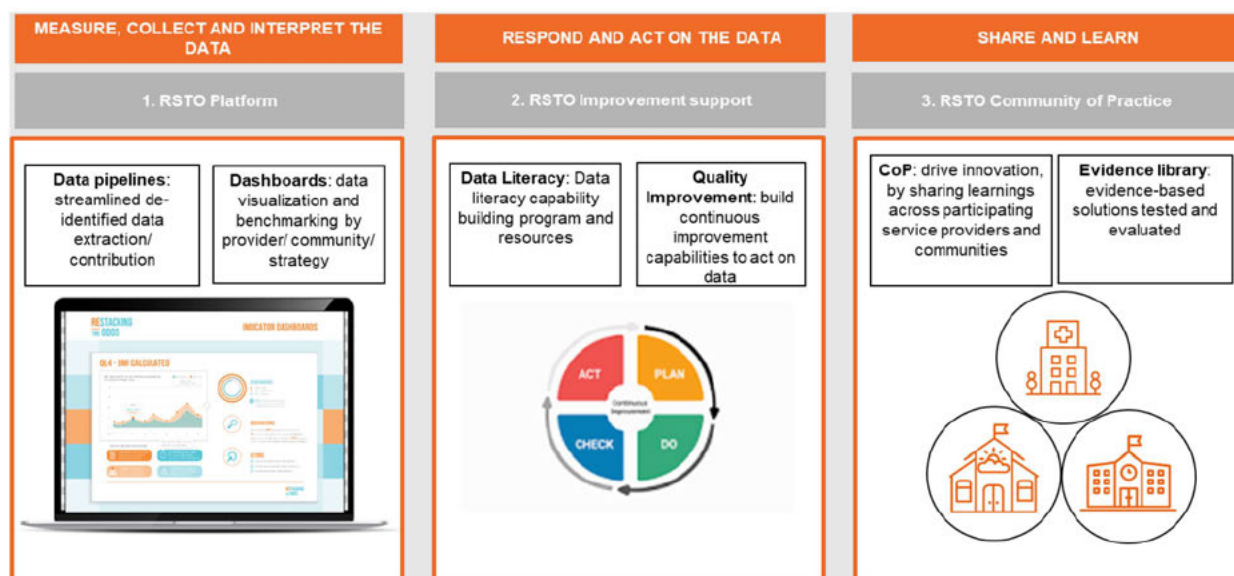 MEASURE, COLLECT AND INTERPRET THE
DATA
1. RSTO Platform
Data pipelines:
streamlined de-
identified data
extraction/
contribution
Dashboards: data
visualization and
benchmarking by
provider/ community/
strategy
RESTACKING
THE ODDS
INDICATOR DASHBOARDS
QL4 - BMI CALCULATED
RESPOND AND ACT ON THE DATA
2. RSTO Improvement support
Data Literacy: Data
literacy capability
building program and
resources
Quality
Improvement: build
continuous
improvement
capabilities to act on
data
ACT
PLAN
Continuous
Improvement
CHECK
DO
SHARE AND LEARN
3. RSTO Community of Practice
CoP: drive innovation,
by sharing learnings
across participating
service providers and
communities
Evidence library:
evidence-based
solutions tested and
evaluated